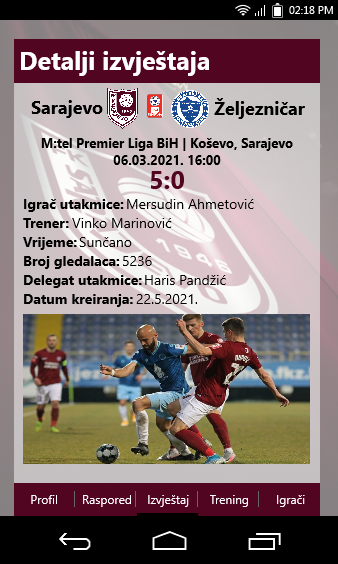 02:18 PM
Detalji izvještaja
Sarajevo Željezničar
M:tel Premier Liga BiH | Koševo, Sarajevo
06.03.2021. 16:00
5:0
Igrač utakmice: Mersudin Ahmetović
Trener: Vinko Marinović
Vrijeme: Sunčano
Broj gledalaca: 5236
Delegat utakmice: Haris Pandžić
Datum kreiranja: 22.5.2021.
Profil Raspored Izvještaj Trening Igrači